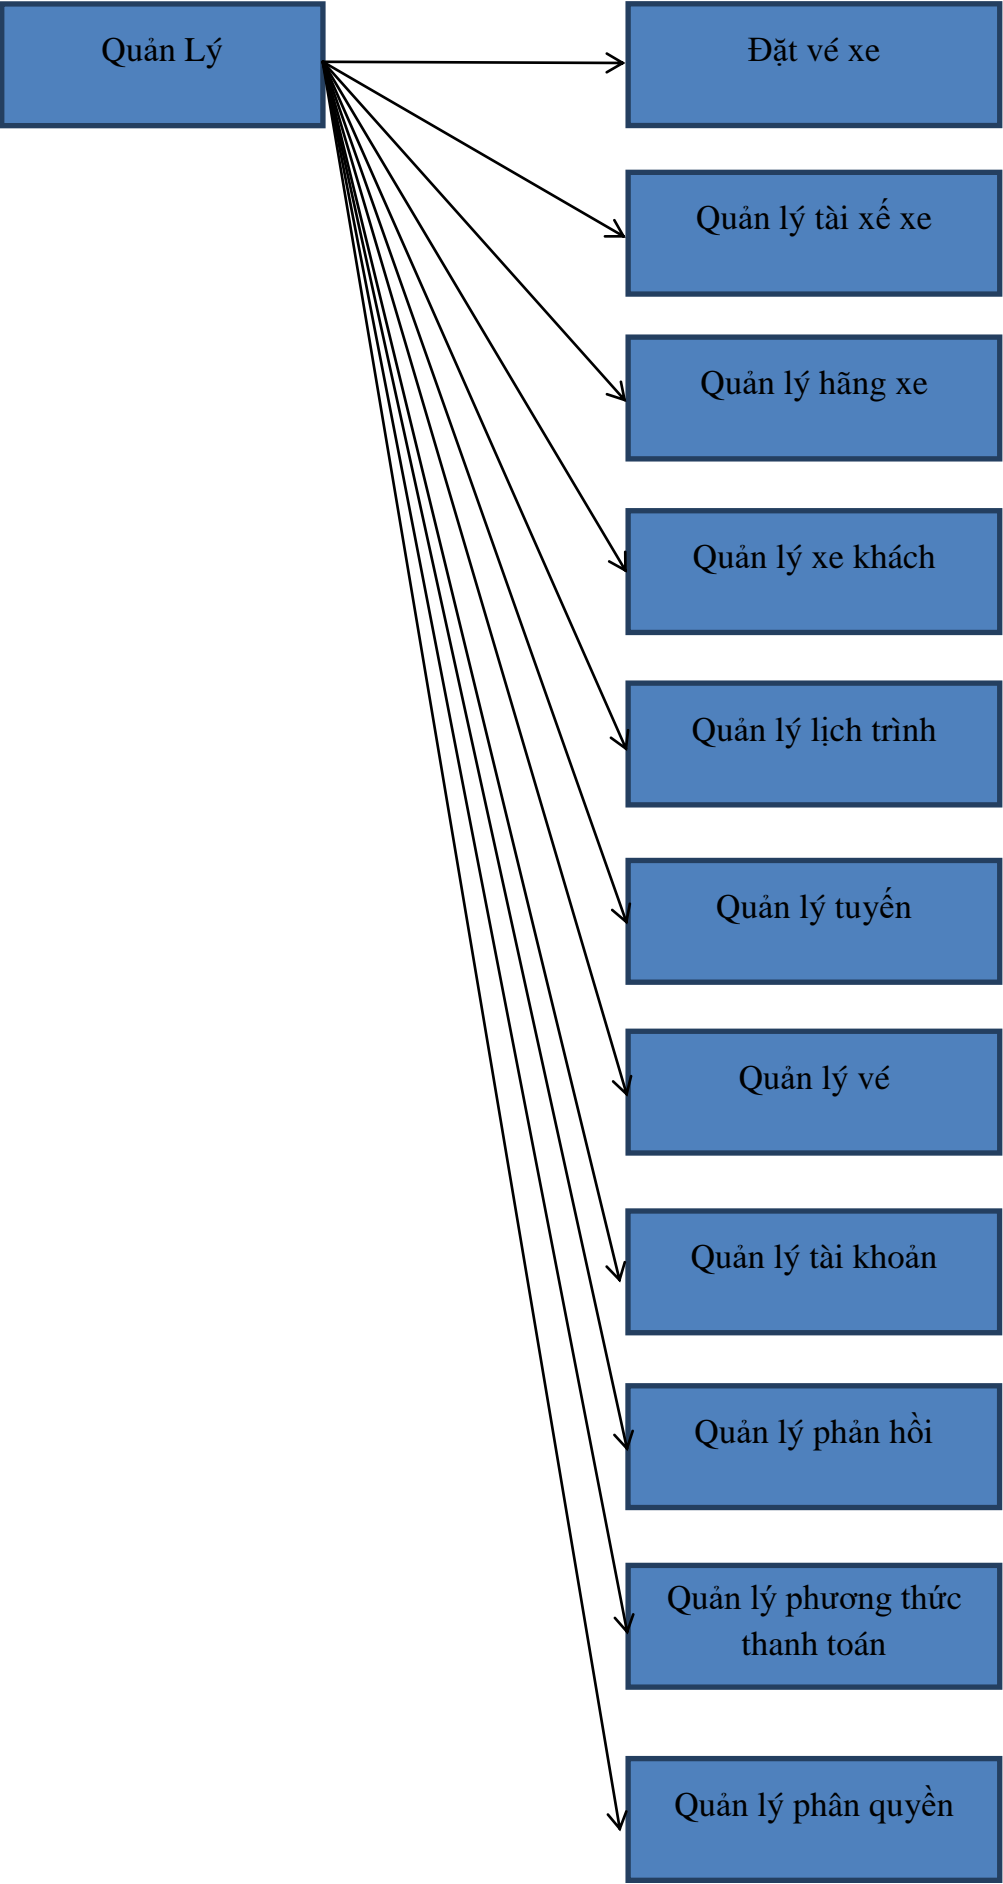 Quản Lý
Đặt vé xe
Quản lý tài xế xe
Quản lý hãng xe
Quản lý xe khách
Quản lý lịch trình
Quản lý tuyến
Quản lý vé
Quản lý tài khoản
Quản lý phản hồi
Quản lý phương thức
thanh toán
Quản lý phân quyền